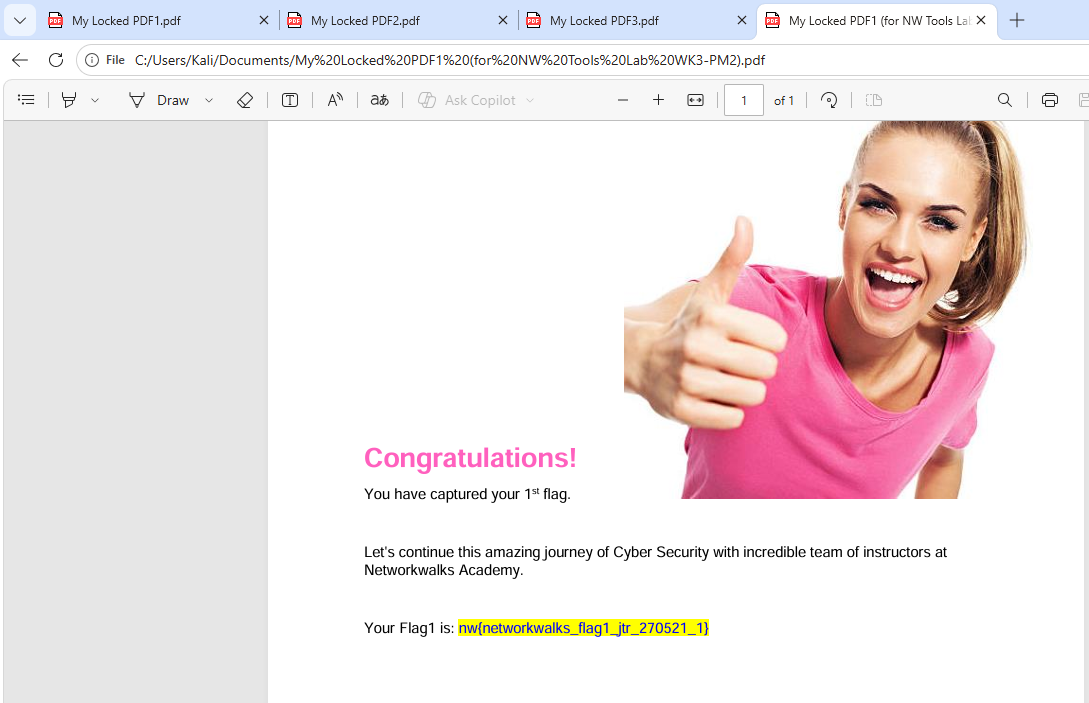 My Locked PDF1.pdf
My Locked PDF2.pdf
My Locked PDF3.pdf
My Locked PDF1 (for NW Tools
File C:/Users/Kali/Documents/My%20Locked%20PDF1%20(for%20NW%20Tools%20Lab%20WK3-PM2).pdf
Draw
aあ
Ask Copilot
1 of 1
Congratulations!
You have captured your 1st flag.
Let's continue this amazing journey of Cyber Security with incredible team of instructors at
Networkwalks Academy.
Your Flag1 is: nw{networkwalks_flag1_jtr_270521_1}